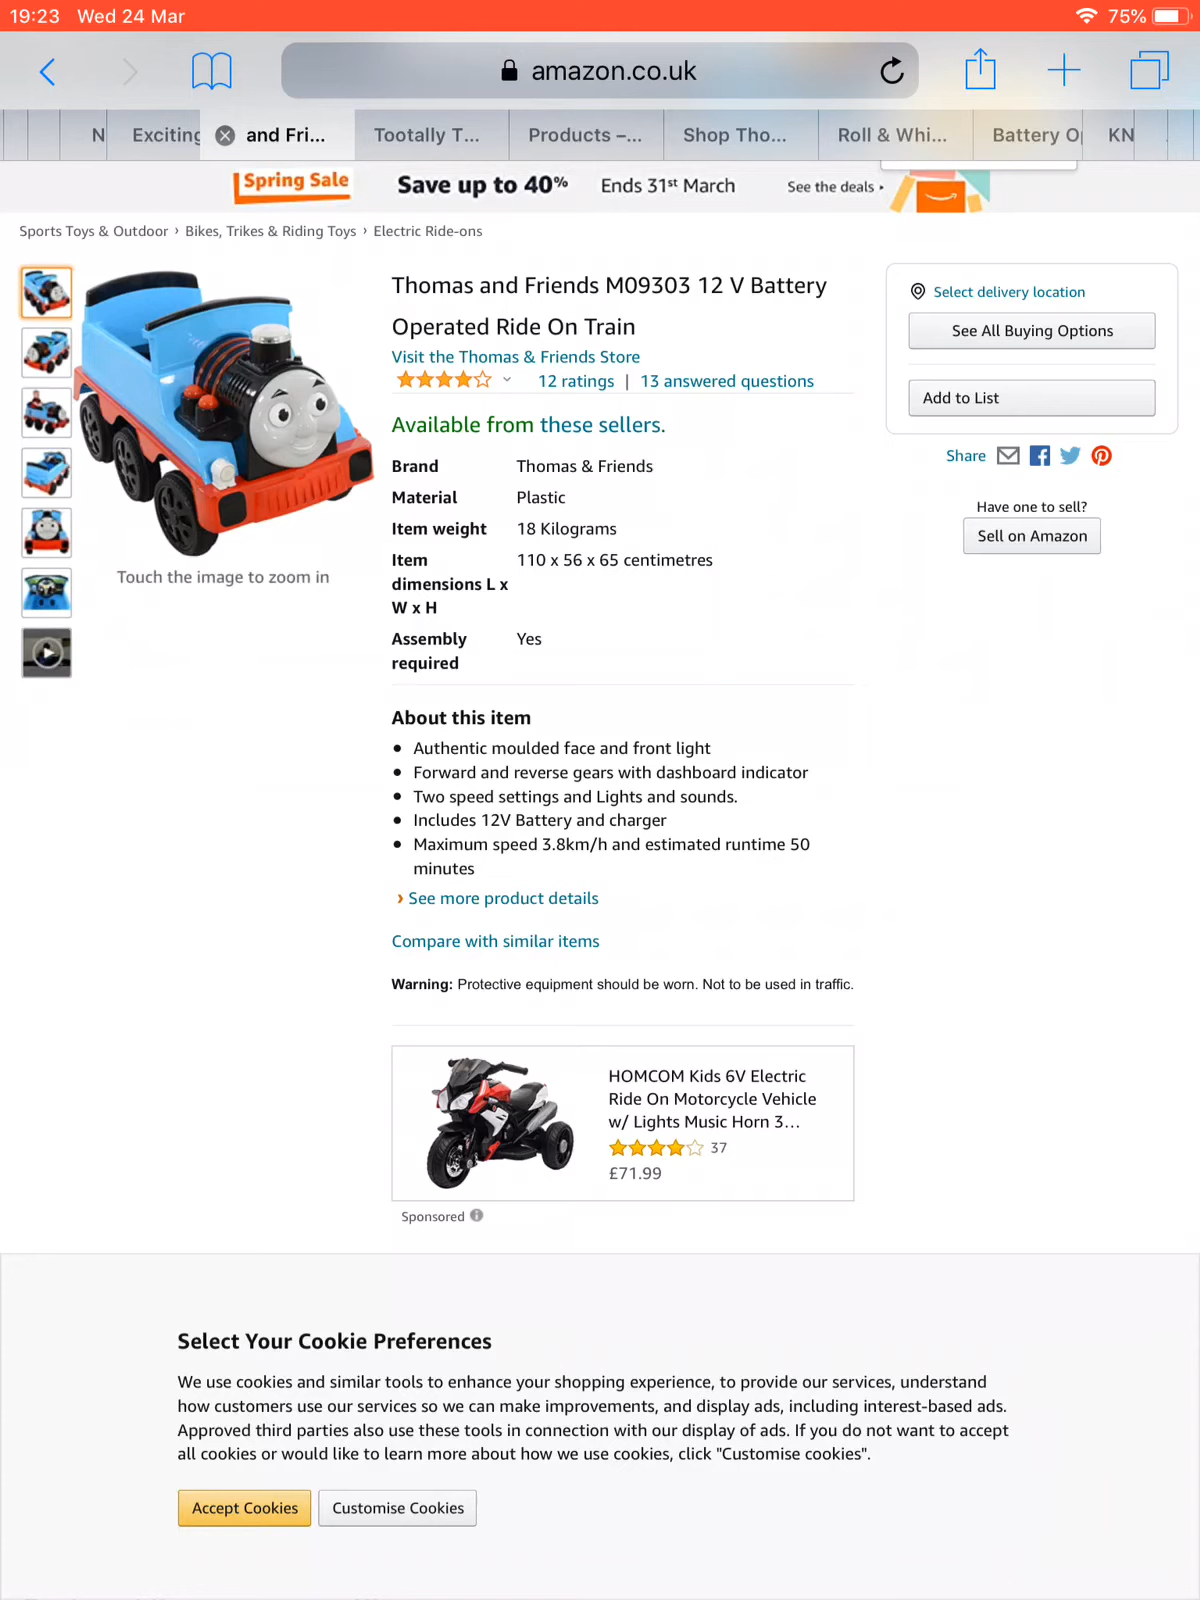 19:23 Wed 24 Mar
75%
amazon.co.uk
N
Exciting
and Fri...
Tootally T...
Products –...
Shop Tho...
Roll & Whi...
Battery O
KN
Spring Sale
Save up to 40%
Ends 31st March
See the deals ▸
Sports Toys & Outdoor › Bikes, Trikes & Riding Toys › Electric Ride-ons
Thomas and Friends M09303 12 V Battery
Operated Ride On Train
Visit the Thomas & Friends Store
12 ratings | 13 answered questions
Available from these sellers.
Brand Thomas & Friends
Material Plastic
Item weight 18 Kilograms
Item 110 x 56 x 65 centimetres
dimensions L x
W x H
Assembly Yes
required
Touch the image to zoom in
Select delivery location
See All Buying Options
Add to List
Share
Have one to sell?
Sell on Amazon
About this item
• Authentic moulded face and front light
• Forward and reverse gears with dashboard indicator
• Two speed settings and Lights and sounds.
• Includes 12V Battery and charger
• Maximum speed 3.8km/h and estimated runtime 50
minutes
› See more product details
Compare with similar items
Warning: Protective equipment should be worn. Not to be used in traffic.
HOMCOM Kids 6V Electric
Ride On Motorcycle Vehicle
w/ Lights Music Horn 3...
37
£71.99
Sponsored
Select Your Cookie Preferences
We use cookies and similar tools to enhance your shopping experience, to provide our services, understand
how customers use our services so we can make improvements, and display ads, including interest-based ads.
Approved third parties also use these tools in connection with our display of ads. If you do not want to accept
all cookies or would like to learn more about how we use cookies, click "Customise cookies".
Accept Cookies
Customise Cookies